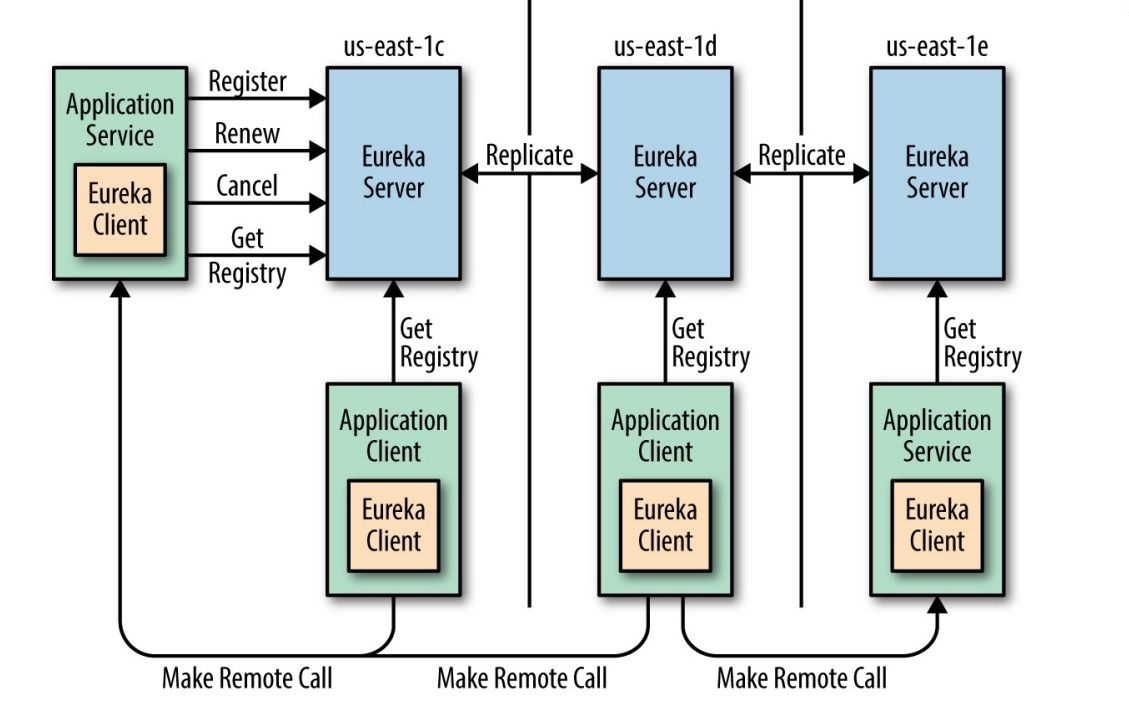 us-east-1c
us-east-1d
us-east-1e
Application
Service
Eureka
Client
Register
Renew
Cancel
Get
Registry
Eureka
Server
Replicate
Eureka
Server
Replicate
Eureka
Server
Get
Registry
Get
Registry
Get
Registry
Application
Client
Eureka
Client
Application
Client
Eureka
Client
Application
Service
Eureka
Client
Make Remote Call
Make Remote Call
Make Remote Call